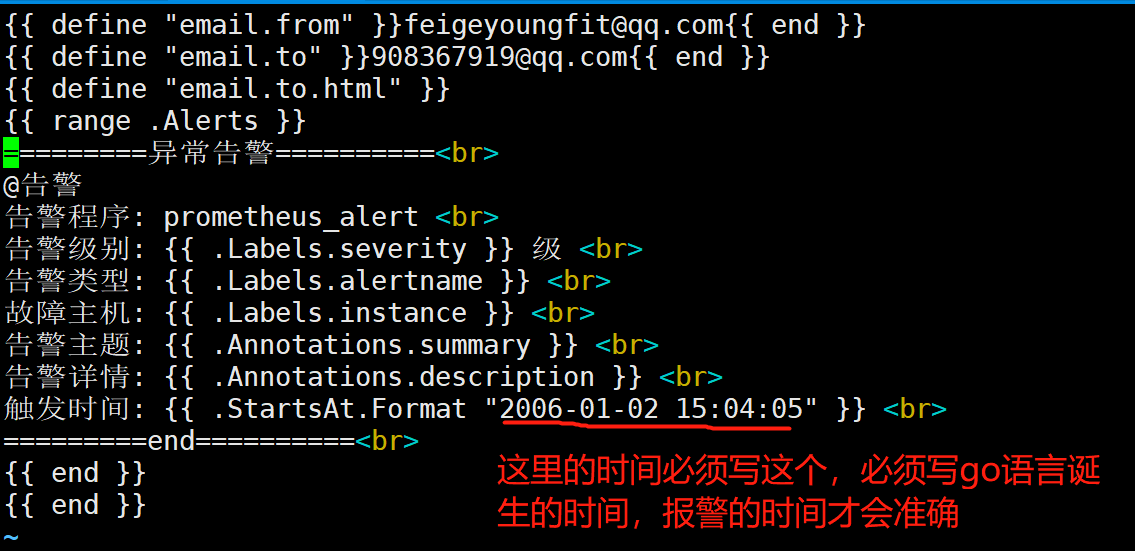 {{ define "email.from" }}feigeyoungfit@qq.com{{ end }}
{{ define "email.to" }}908367919@qq.com{{ end }}
{{ define "email.to.html" }}
{{ range .Alerts }}
=========异常告警==========<br>
@告警
告警程序: prometheus_alert <br>
告警级别: {{ .Labels.severity }} 级 <br>
告警类型: {{ .Labels.alertname }} <br>
故障主机: {{ .Labels.instance }} <br>
告警主题: {{ .Annotations.summary }} <br>
告警详情: {{ .Annotations.description }} <br>
触发时间: {{ .StartsAt.Format "2006-01-02 15:04:05" }} <br>
=========end==========<br>
{{ end }}
{{ end }}
~
这里的时间必须写这个，必须写go语言诞
生的时间，报警的时间才会准确